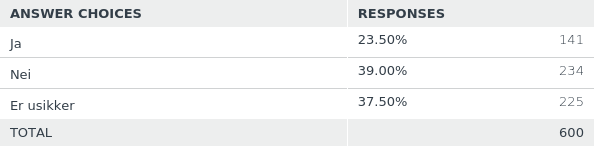 ANSWER CHOICES RESPONSES
Ja 23.50% 141
Nei 39.00% 234
Er usikker 37.50% 225
TOTAL 600